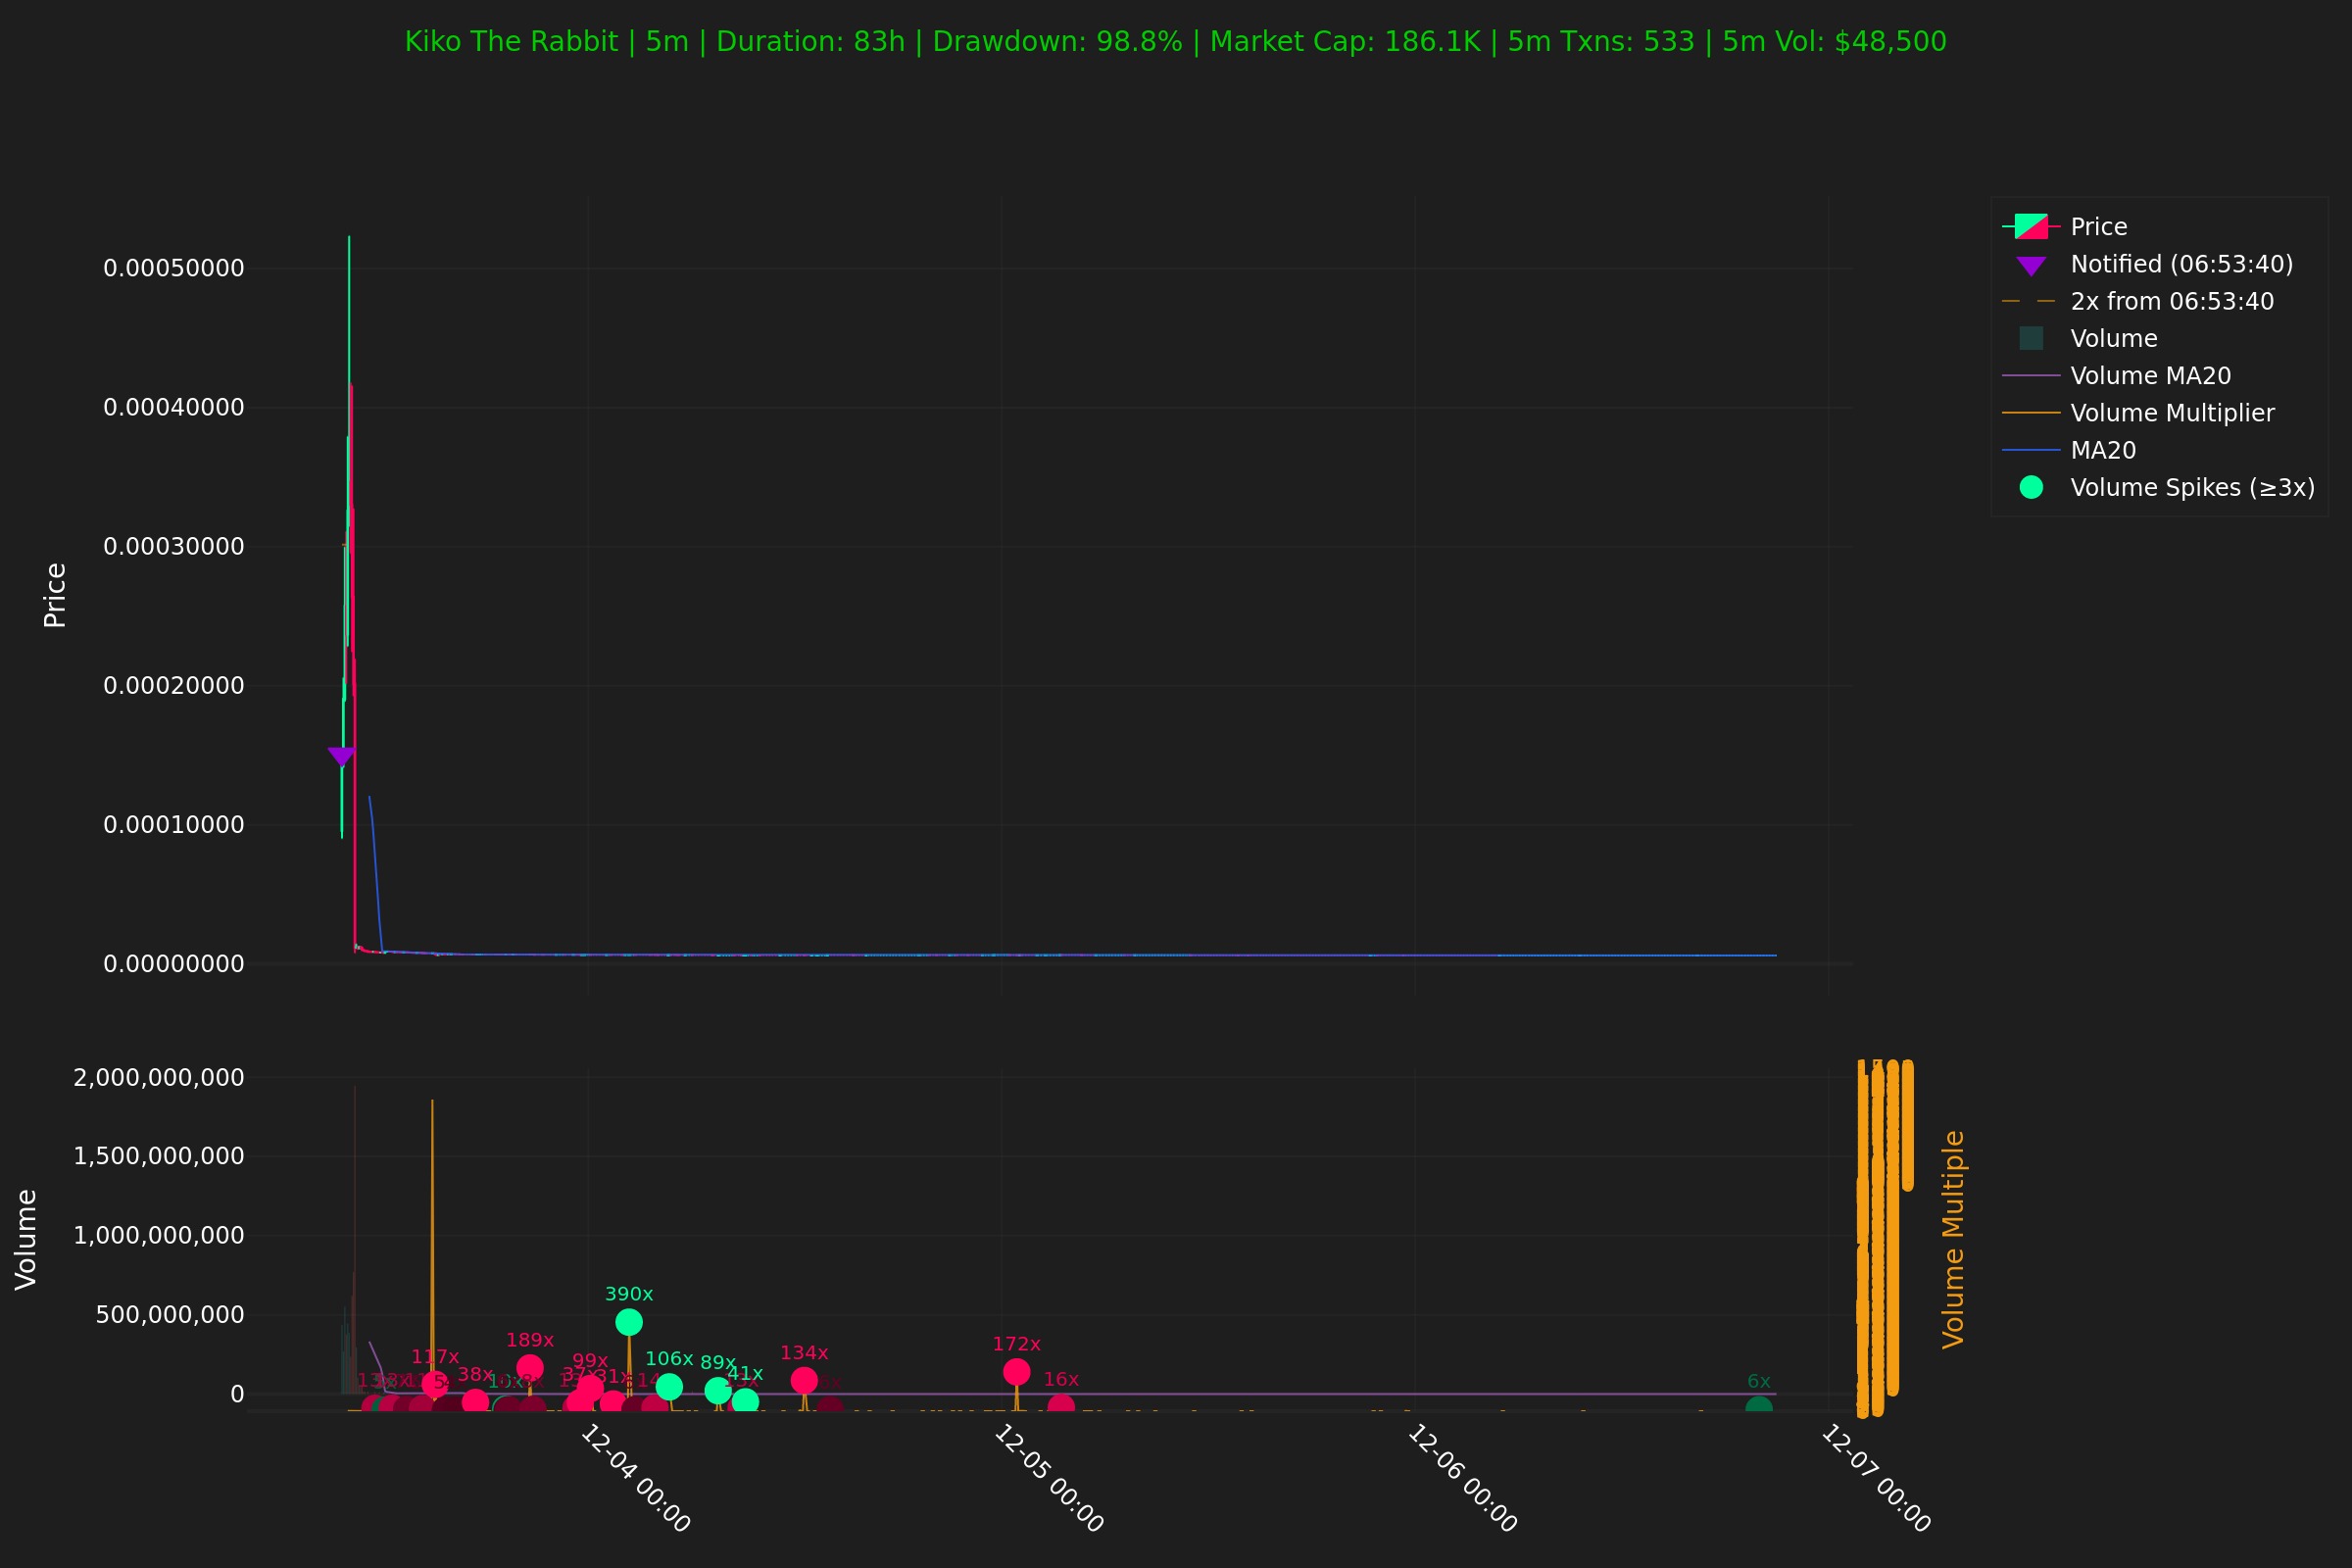 Kiko The Rabbit | 5m | Duration: 83h | Drawdown: 98.8% | Market Cap: 186.1K | 5m Txns: 533 | 5m Vol: $48,500
Price
Notified (06:53:40)
2x from 06:53:40
Volume
Volume MA20
Volume Multiplier
MA20
Volume Spikes (≥3x)
Price
0.00050000
0.00040000
0.00030000
0.00020000
0.00010000
0.00000000
Volume
2,000,000,000
1,500,000,000
1,000,000,000
500,000,000
0
390x
189x
172x
134x
117x
99x
106x
89x
41x
38x
37x
31x
16x
6x
Volume Multiple
12-04 00:00
12-05 00:00
12-06 00:00
12-07 00:00